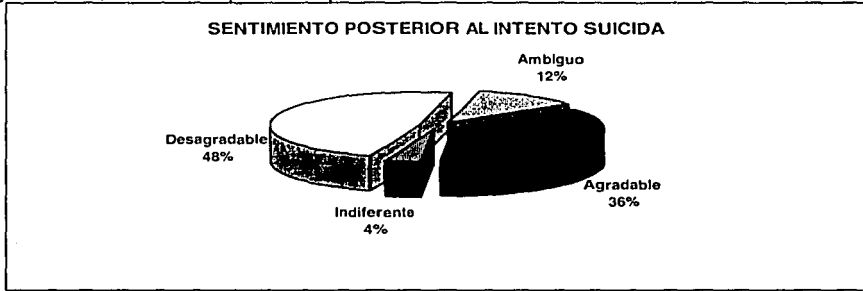 SENTIMIENTO POSTERIOR AL INTENTO SUICIDA
Ambiguo
12%
Desagradable
48%
Agradable
36%
Indiferente
4%